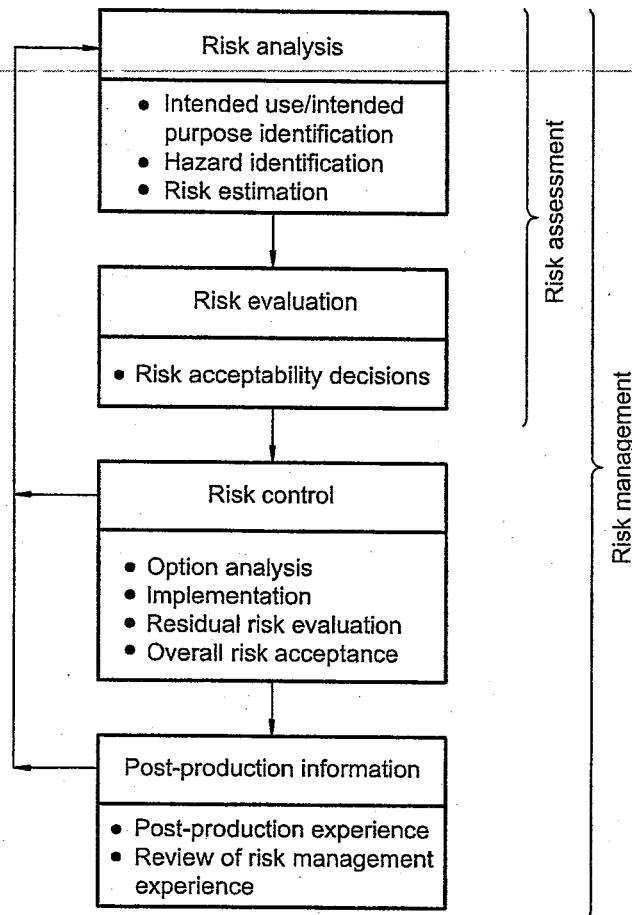 Risk analysis
● Intended use/intended
purpose identification
● Hazard identification
● Risk estimation
Risk evaluation
● Risk acceptability decisions
Risk control
● Option analysis
● Implementation
● Residual risk evaluation
● Overall risk acceptance
Post-production information
● Post-production experience
● Review of risk management
experience
Risk assessment
Risk management